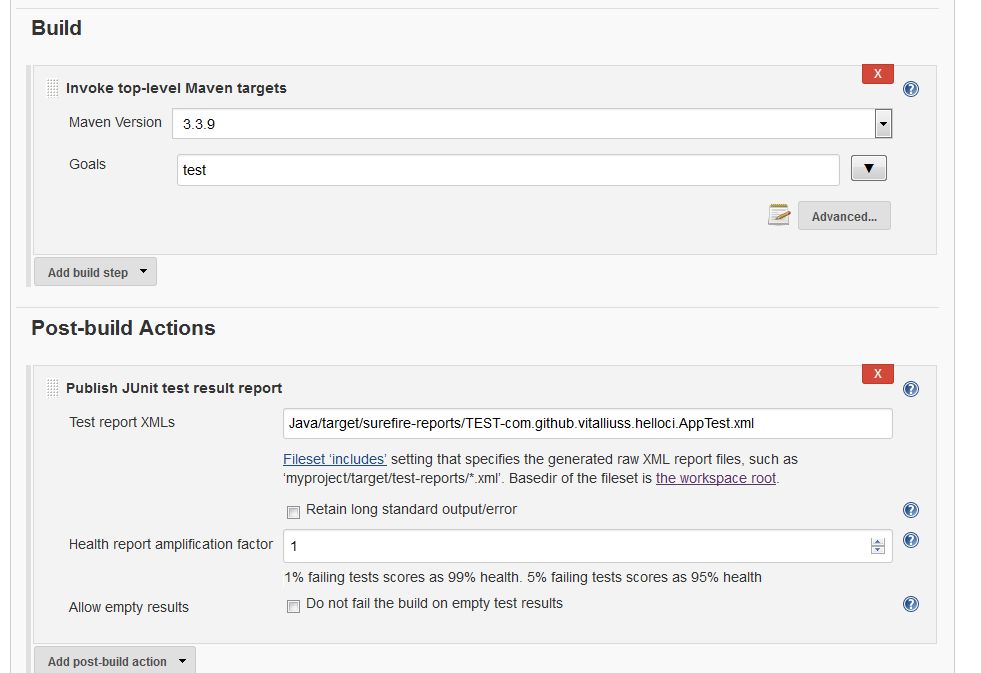 Build
X
Invoke top-level Maven targets
Maven Version 3.3.9
Goals test
Advanced...
Add build step
Post-build Actions
X
Publish JUnit test result report
Test report XMLs Java/target/surefire-reports/TEST-com.github.vitalliuss.helloci.AppTest.xml
Fileset ‘includes’ setting that specifies the generated raw XML report files, such as
‘myproject/target/test-reports/*.xml’. Basedir of the fileset is the workspace root.
Retain long standard output/error
Health report amplification factor 1
1% failing tests scores as 99% health. 5% failing tests scores as 95% health
Allow empty results Do not fail the build on empty test results
Add post-build action